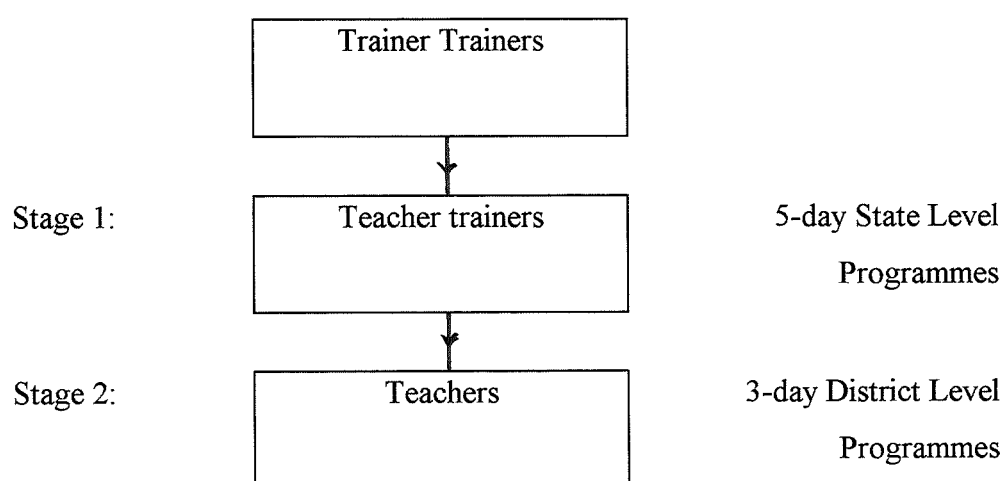 Trainer Trainers
Stage 1:
Teacher trainers
5-day State Level
Programmes
Stage 2:
Teachers
3-day District Level
Programmes